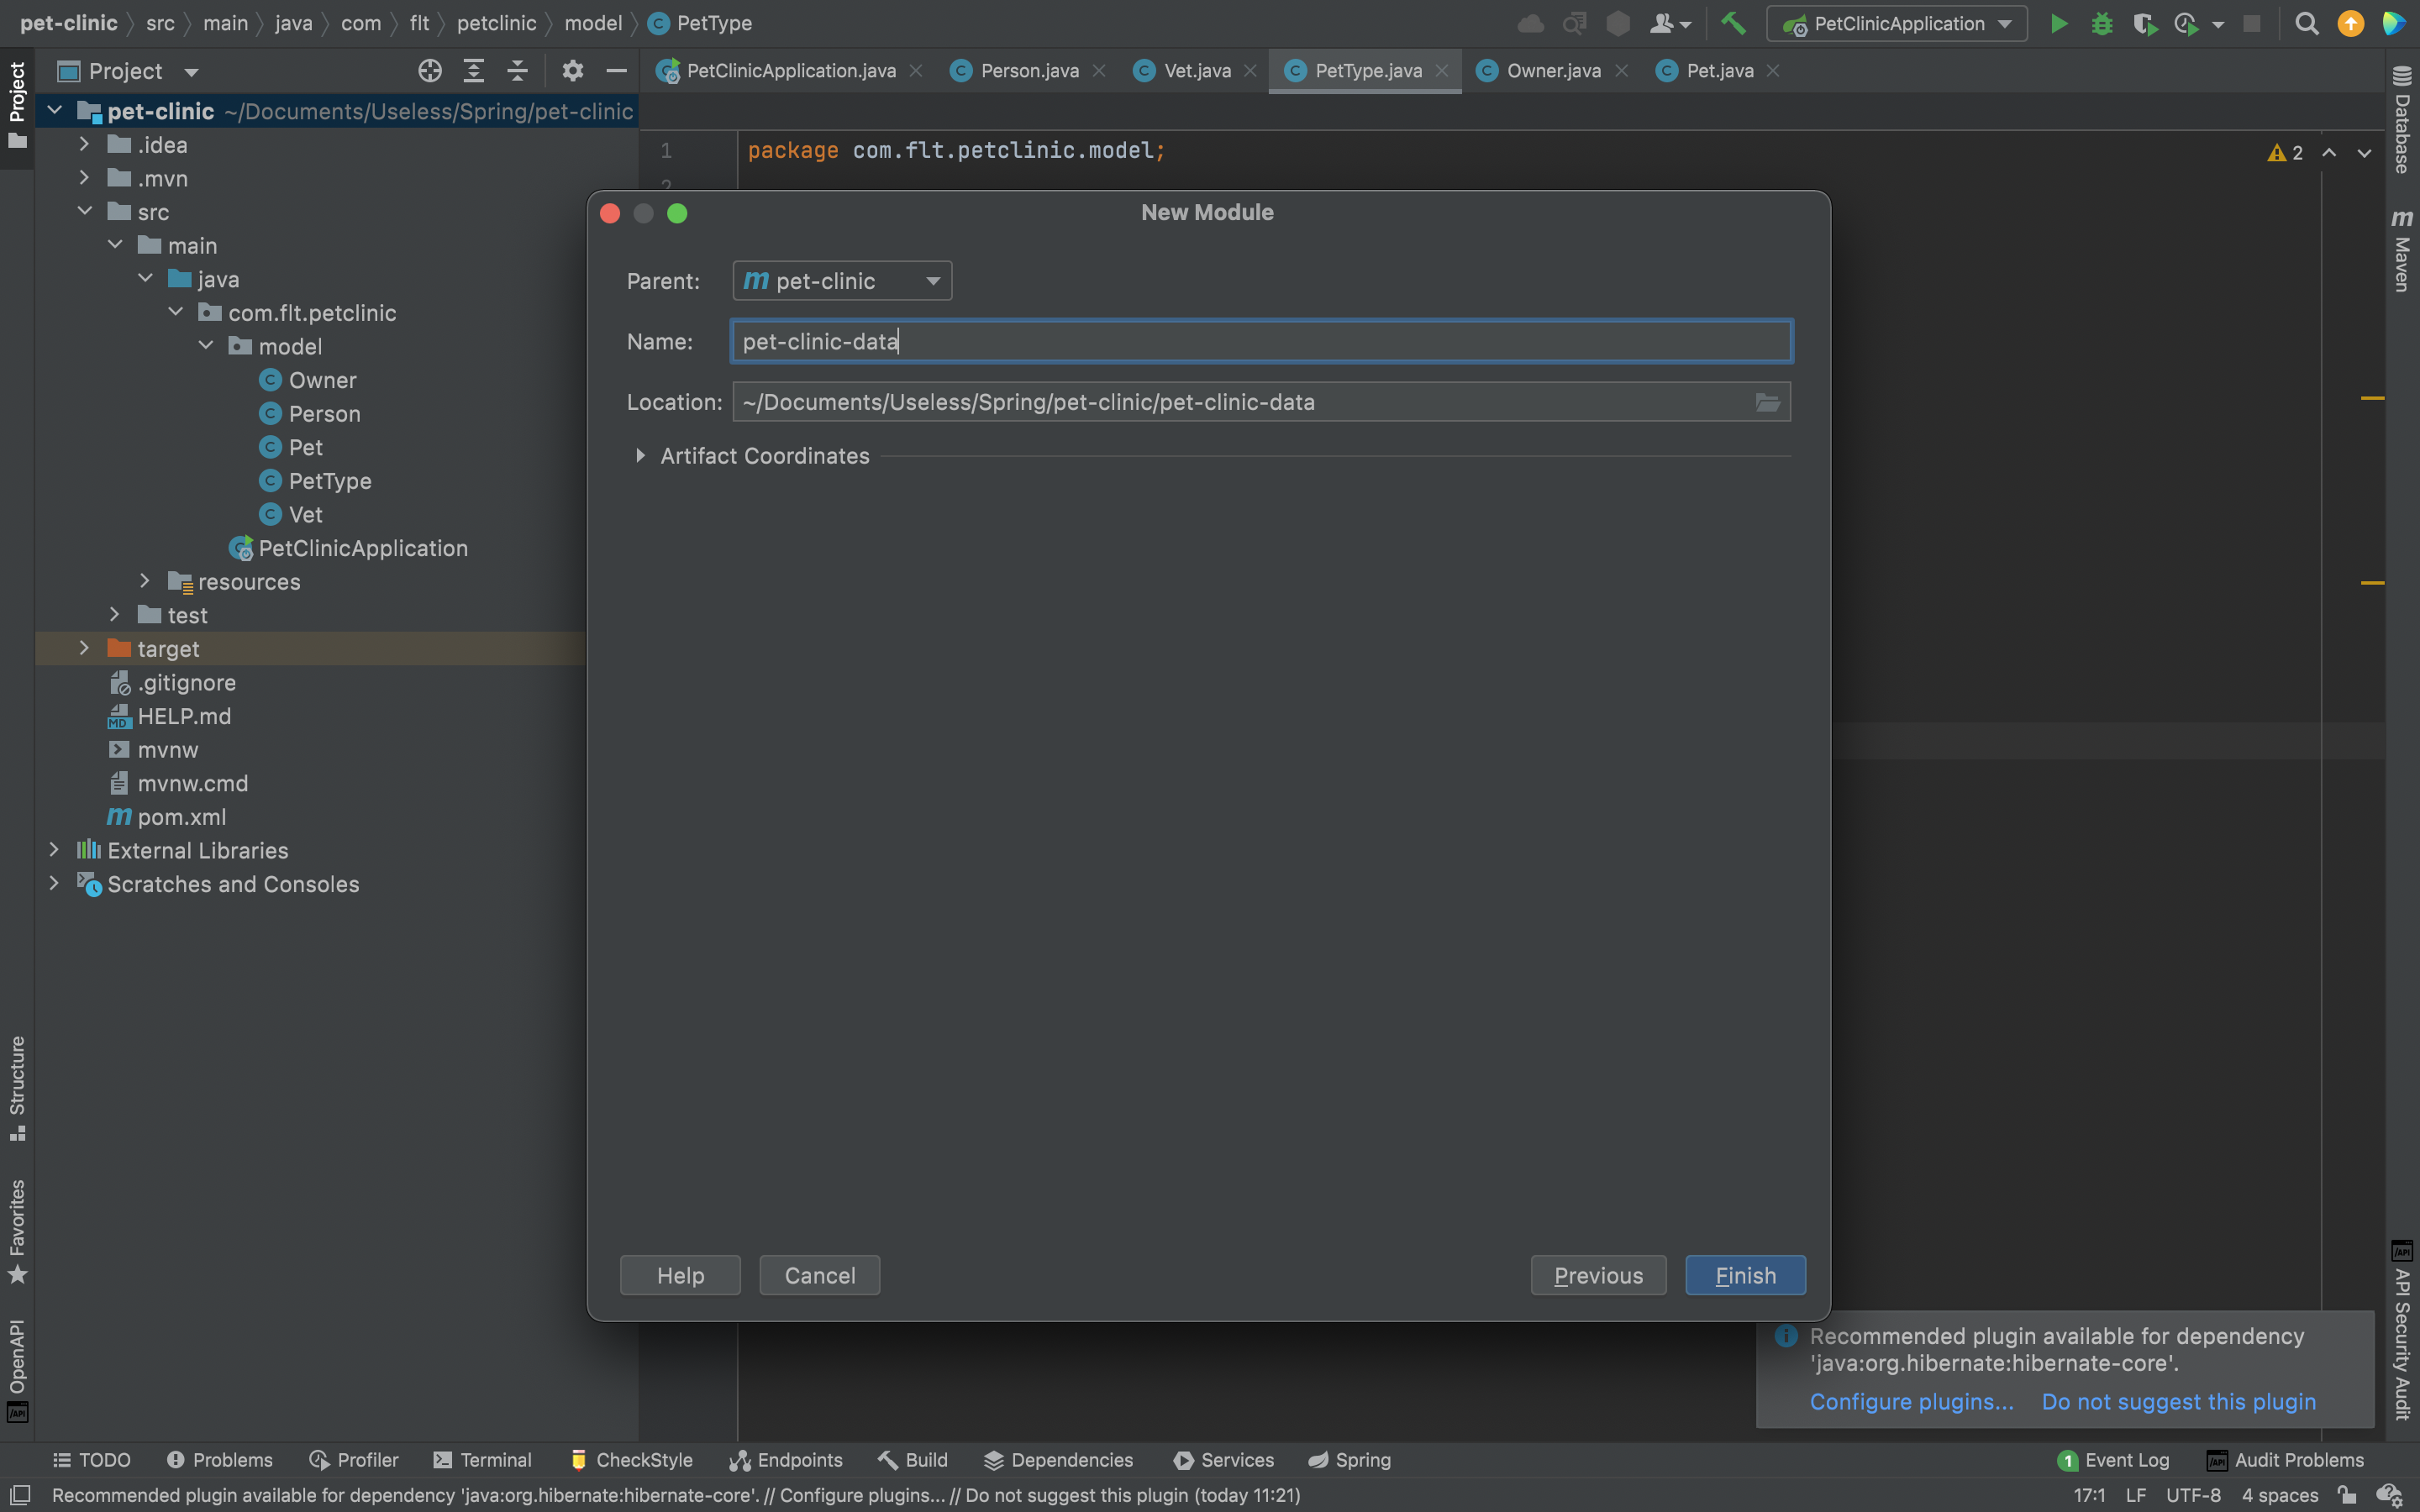 pet-clinic src main java com flt petclinic model PetType
PetClinicApplication
Project
PetClinicApplication.java Person.java Vet.java PetType.java Owner.java Pet.java
Project
pet-clinic ~/Documents/Useless/Spring/pet-clinic
.idea
.mvn
src
main
java
com.flt.petclinic
model
Owner
Person
Pet
PetType
Vet
PetClinicApplication
resources
test
target
.gitignore
HELP.md
mvnw
mvnw.cmd
pom.xml
External Libraries
Scratches and Consoles
Structure
Favorites
OpenAPI
1 package com.flt.petclinic.model;
2
2
New Module
Parent: pet-clinic
Name: pet-clinic-data
Location: ~/Documents/Useless/Spring/pet-clinic/pet-clinic-data
Artifact Coordinates
Help Cancel Previous Finish
Database
Maven
API Security Audit
Recommended plugin available for dependency
'java:org.hibernate:hibernate-core'.
Configure plugins... Do not suggest this plugin
TODO Problems Profiler Terminal CheckStyle Endpoints Build Dependencies Services Spring 1 Event Log Audit Problems
Recommended plugin available for dependency 'java:org.hibernate:hibernate-core'. // Configure plugins... // Do not suggest this plugin (today 11:21) 17:1 LF UTF-8 4 spaces